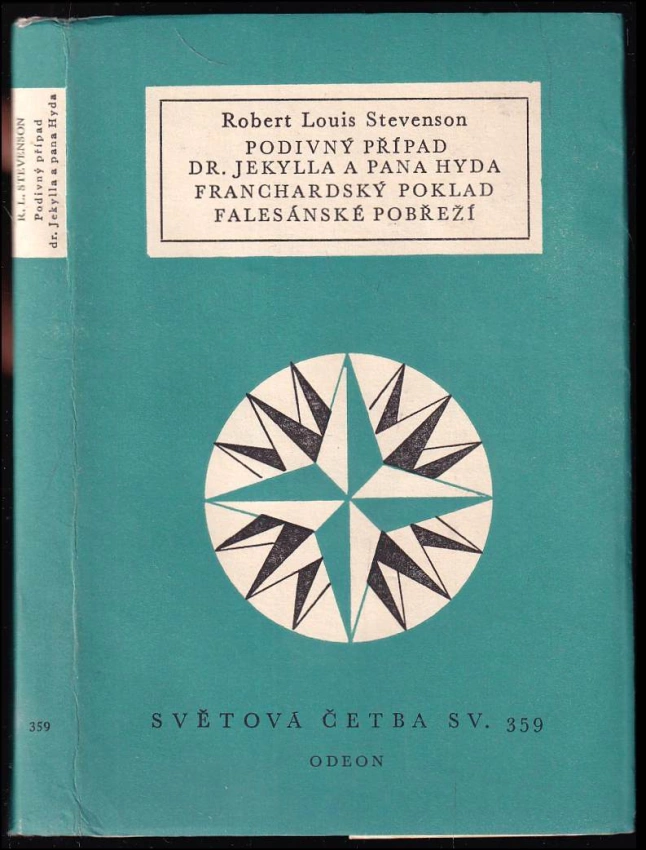 R. L. STEVENSON
Podivný případ
dr. Jekylla a pana Hyda
359
Robert Louis Stevenson
PODIVNÝ PŘÍPAD
DR. JEKYLLA A PANA HYDA
FRANCHARDSKÝ POKLAD
FALESÁNSKÉ POBŘEŽÍ
SVĚTOVÁ ČETBA SV. 359
ODEON